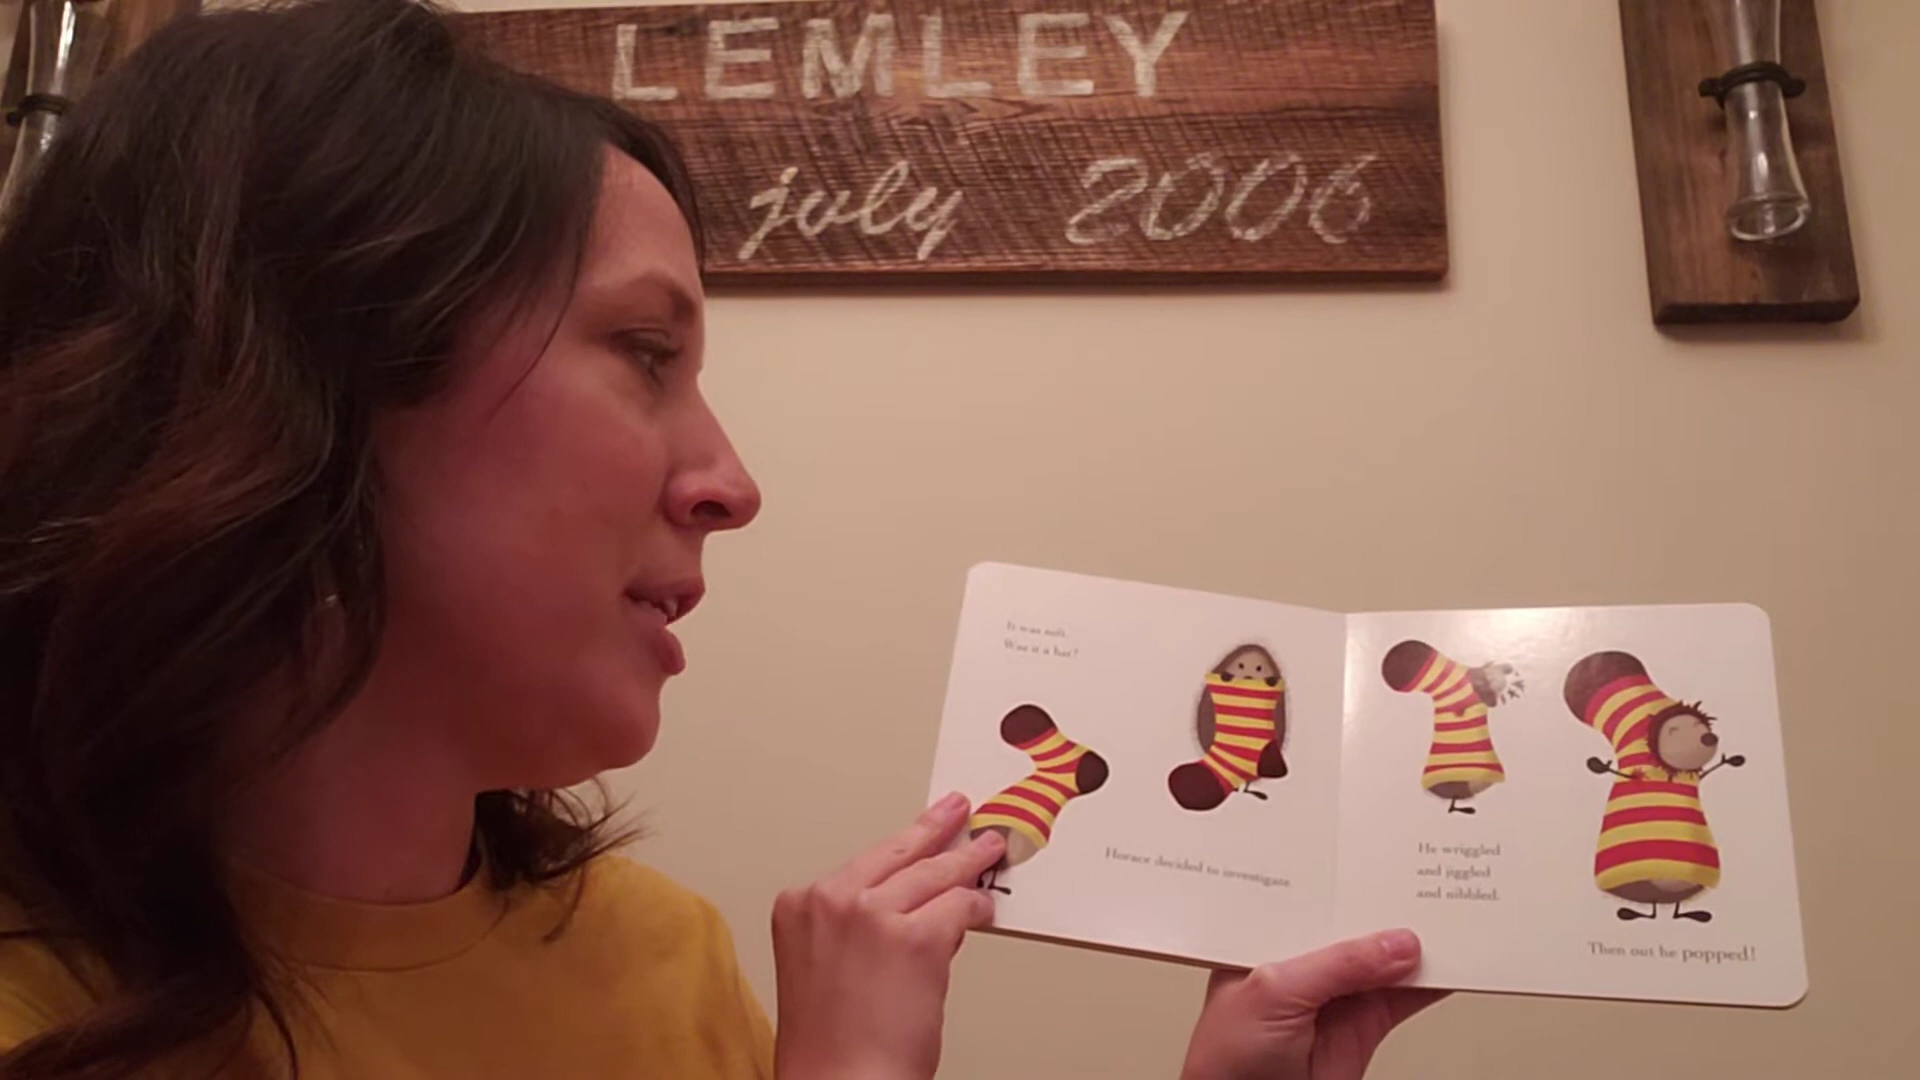 LEMLEY
july 2006
It was soft.
Was it a hat?
Horace decided to investigate.
He wriggled
and jiggled
and nibbled.
Then out he popped!